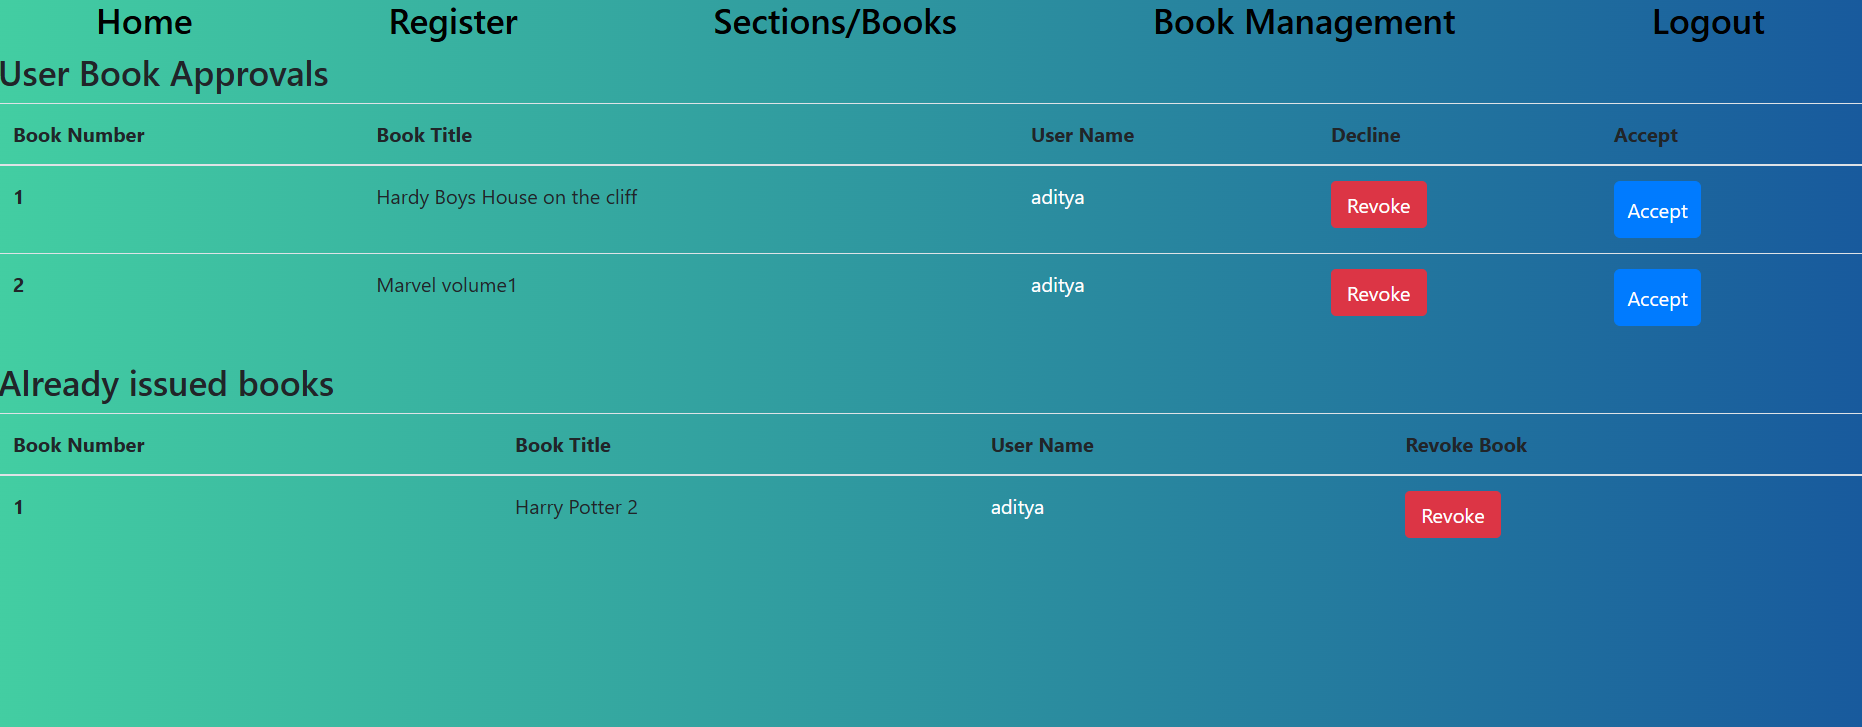 Home Register Sections/Books Book Management Logout
User Book Approvals
Book Number Book Title User Name Decline Accept
1 Hardy Boys House on the cliff aditya Revoke Accept
2 Marvel volume1 aditya Revoke Accept
Already issued books
Book Number Book Title User Name Revoke Book
1 Harry Potter 2 aditya Revoke